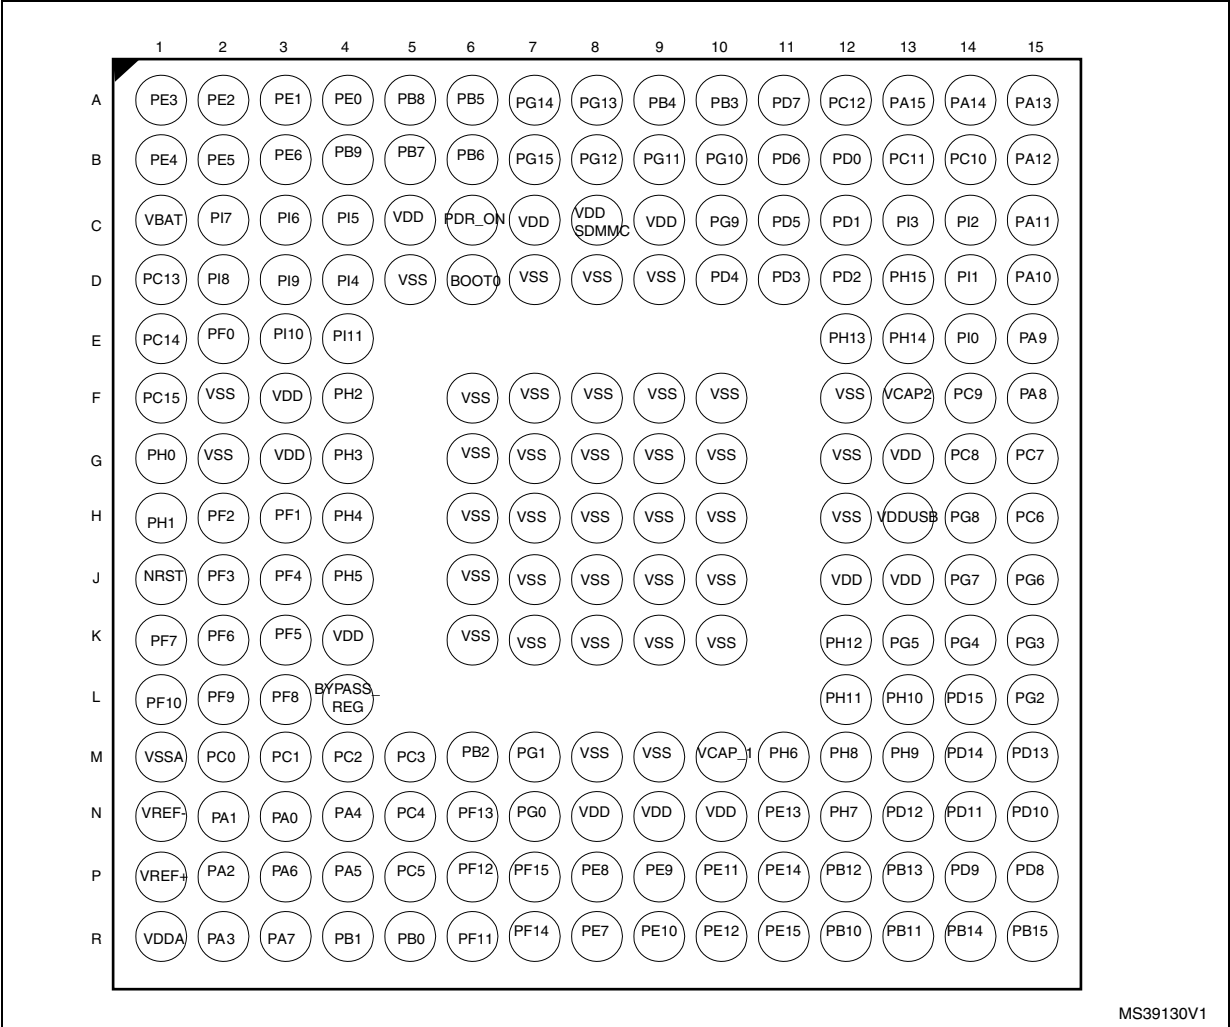 1 2 3 4 5 6 7 8 9 10 11 12 13 14 15
A PE3 PE2 PE1 PE0 PB8 PB5 PG14 PG13 PB4 PB3 PD7 PC12 PA15 PA14 PA13
B PE4 PE5 PE6 PB9 PB7 PB6 PG15 PG12 PG11 PG10 PD6 PD0 PC11 PC10 PA12
C VBAT PI7 PI6 PI5 VDD PDR_ON VDD VDD SDMMC VDD PG9 PD5 PD1 PI3 PI2 PA11
D PC13 PI8 PI9 PI4 VSS BOOT0 VSS VSS VSS PD4 PD3 PD2 PH15 PI1 PA10
E PC14 PF0 PI10 PI11 PH13 PH14 PI0 PA9
F PC15 VSS VDD PH2 VSS VSS VSS VSS VSS VSS VCAP2 PC9 PA8
G PH0 VSS VDD PH3 VSS VSS VSS VSS VSS VSS VDD PC8 PC7
H PH1 PF2 PF1 PH4 VSS VSS VSS VSS VSS VSS VDDUSB PG8 PC6
J NRST PF3 PF4 PH5 VSS VSS VSS VSS VSS VDD VDD PG7 PG6
K PF7 PF6 PF5 VDD VSS VSS VSS VSS VSS PH12 PG5 PG4 PG3
L PF10 PF9 PF8 BYPASS_ REG PH11 PH10 PD15 PG2
M VSSA PC0 PC1 PC2 PC3 PB2 PG1 VSS VSS VCAP_1 PH6 PH8 PH9 PD14 PD13
N VREF- PA1 PA0 PA4 PC4 PF13 PG0 VDD VDD VDD PE13 PH7 PD12 PD11 PD10
P VREF+ PA2 PA6 PA5 PC5 PF12 PF15 PE8 PE9 PE11 PE14 PB12 PB13 PD9 PD8
R VDDA PA3 PA7 PB1 PB0 PF11 PF14 PE7 PE10 PE12 PE15 PB10 PB11 PB14 PB15
MS39130V1